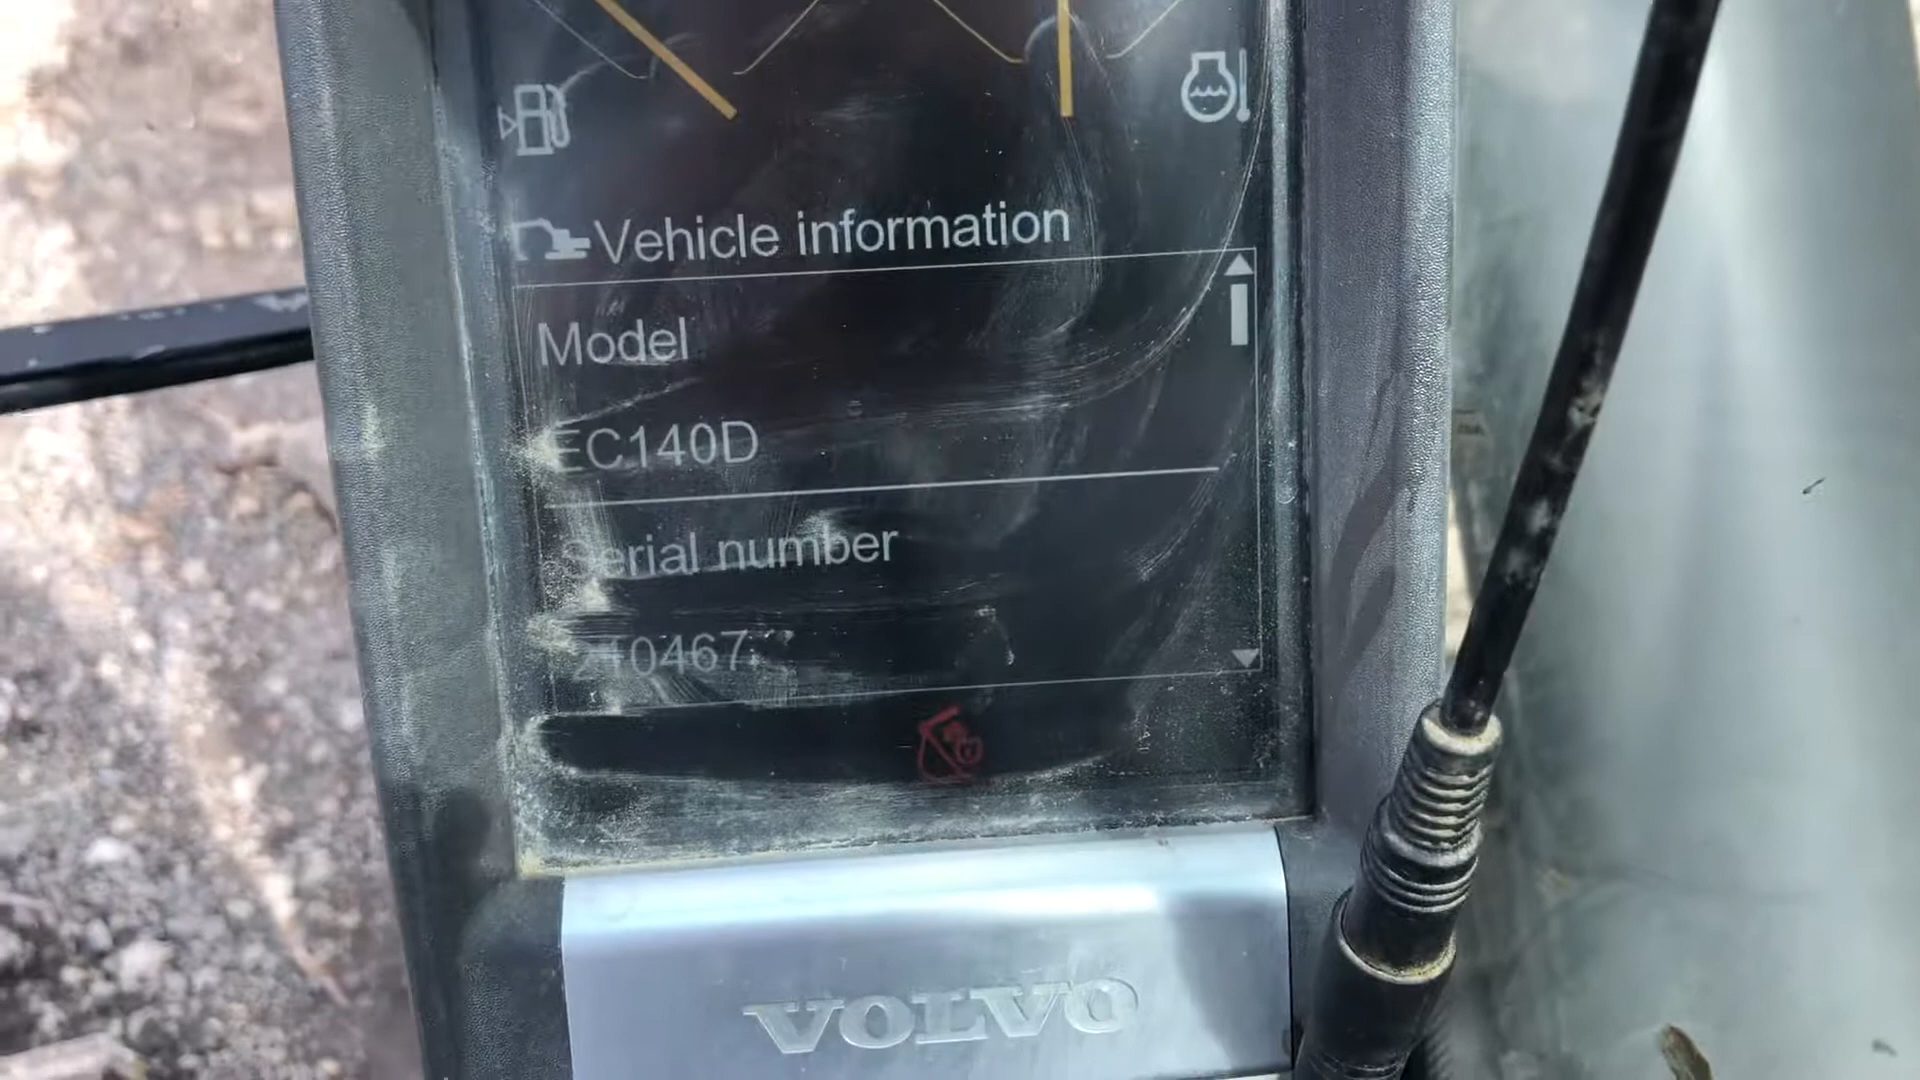 Vehicle information
Model
EC140D
Serial number
VOLVO